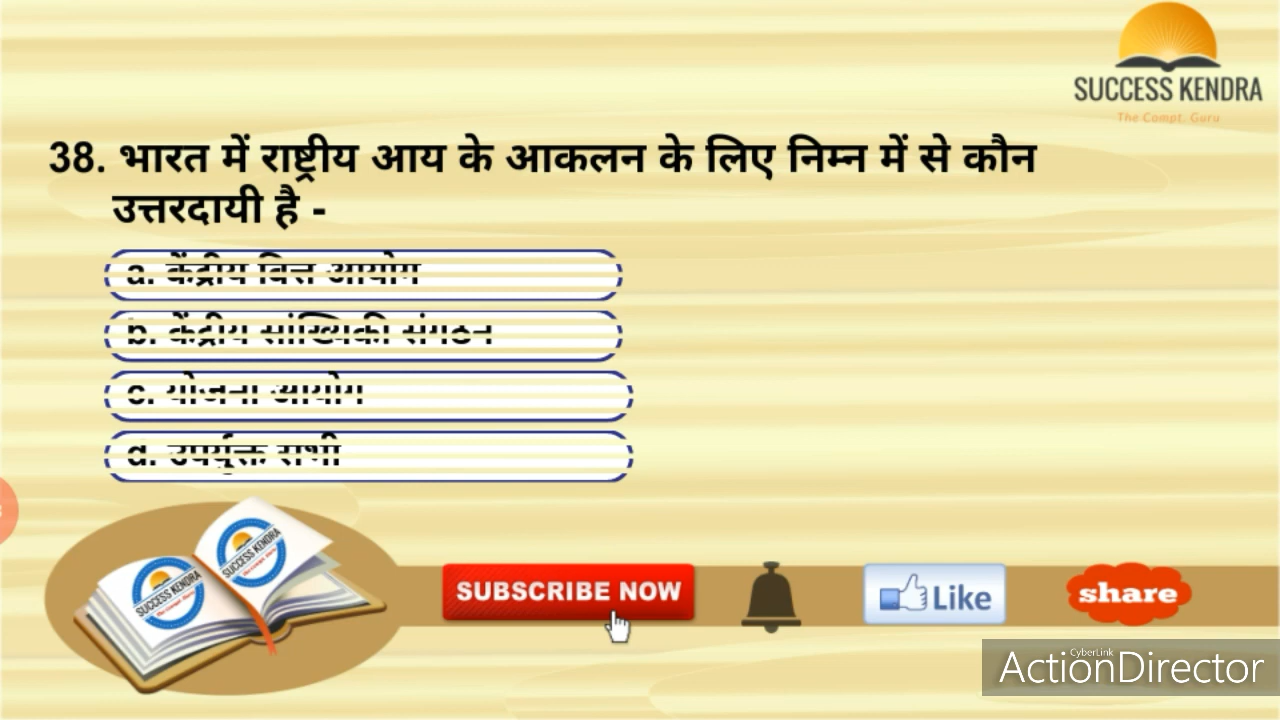 SUCCESS KENDRA
The Compt. Guru
38. भारत में राष्ट्रीय आय के आकलन के लिए निम्न में से कौन
उत्तरदायी है -
a. केंद्रीय वित्त आयोग
b. केंद्रीय सांख्यिकी संगठन
c. योजना आयोग
d. उपर्युक्त सभी
SUCCESS KENDRA
SUCCESS KENDRA
SUBSCRIBE NOW
Like
share
CyberLink
ActionDirector